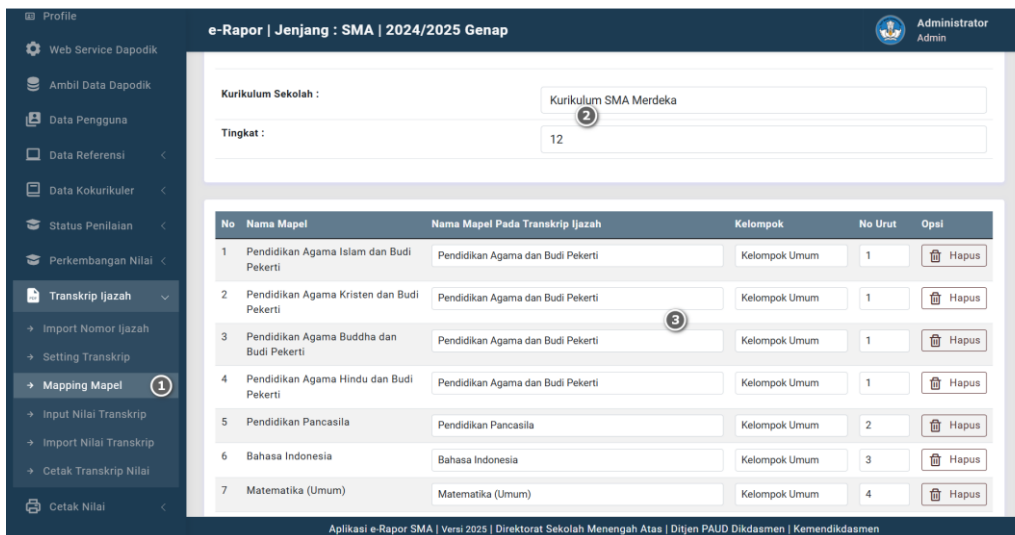 Profile
Web Service Dapodik
Ambil Data Dapodik
Data Pengguna
Data Referensi
Data Kokurikuler
Status Penilaian
Perkembangan Nilai
Transkrip Ijazah
Import Nomor Ijazah
Setting Transkrip
Mapping Mapel 1
Input Nilai Transkrip
Import Nilai Transkrip
Cetak Transkrip Nilai
Cetak Nilai
e-Rapor | Jenjang : SMA | 2024/2025 Genap
Administrator
Admin
Kurikulum Sekolah : Kurikulum SMA Merdeka
2
Tingkat : 12
No Nama Mapel Nama Mapel Pada Transkrip Ijazah Kelompok No Urut Opsi
1 Pendidikan Agama Islam dan Budi Pekerti Pendidikan Agama dan Budi Pekerti Kelompok Umum 1 Hapus
2 Pendidikan Agama Kristen dan Budi Pekerti Pendidikan Agama dan Budi Pekerti Kelompok Umum 1 Hapus
3
3 Pendidikan Agama Buddha dan Budi Pekerti Pendidikan Agama dan Budi Pekerti Kelompok Umum 1 Hapus
4 Pendidikan Agama Hindu dan Budi Pekerti Pendidikan Agama dan Budi Pekerti Kelompok Umum 1 Hapus
5 Pendidikan Pancasila Pendidikan Pancasila Kelompok Umum 2 Hapus
6 Bahasa Indonesia Bahasa Indonesia Kelompok Umum 3 Hapus
7 Matematika (Umum) Matematika (Umum) Kelompok Umum 4 Hapus
Aplikasi e-Rapor SMA | Versi 2025 | Direktorat Sekolah Menengah Atas | Ditjen PAUD Dikdasmen | Kemendikdasmen